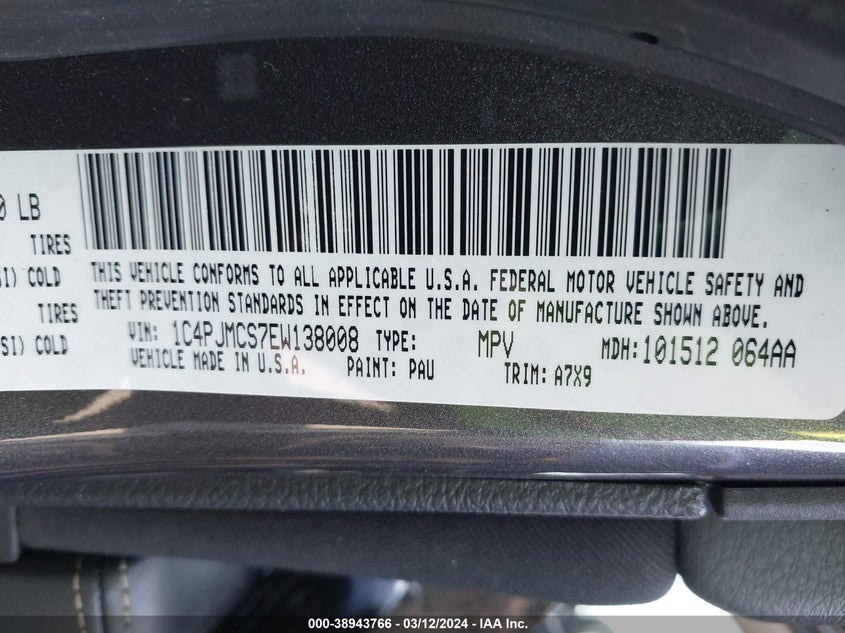 0 LB
TIRES
SI) COLD
TIRES
SI) COLD
THIS VEHICLE CONFORMS TO ALL APPLICABLE U.S.A. FEDERAL MOTOR VEHICLE SAFETY AND
THEFT PREVENTION STANDARDS IN EFFECT ON THE DATE OF MANUFACTURE SHOWN ABOVE.
VIN: 1C4PJMCS7EW138008 TYPE: MPV MDH: 101512 064AA
VEHICLE MADE IN U.S.A. PAINT: PAU TRIM: A7X9
000-38943766 — 03/12/2024 — IAA Inc.